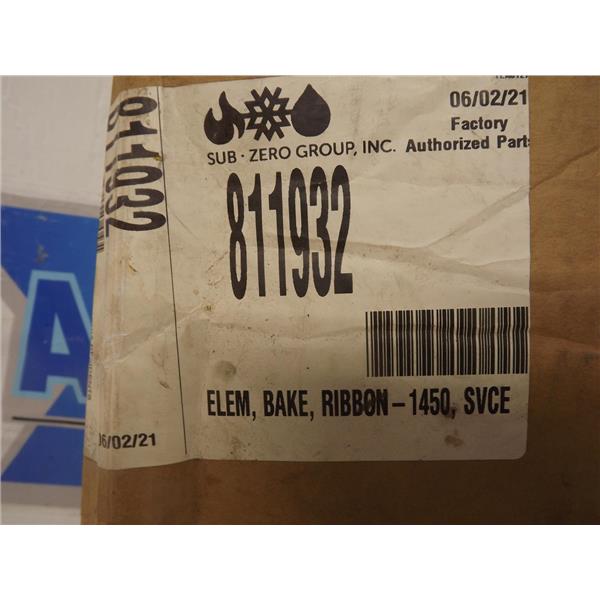 06/02/21
Factory
Authorized Parts
SUB · ZERO GROUP, INC.
811932
811932
ELEM, BAKE, RIBBON-1450, SVCE
06/02/21
A